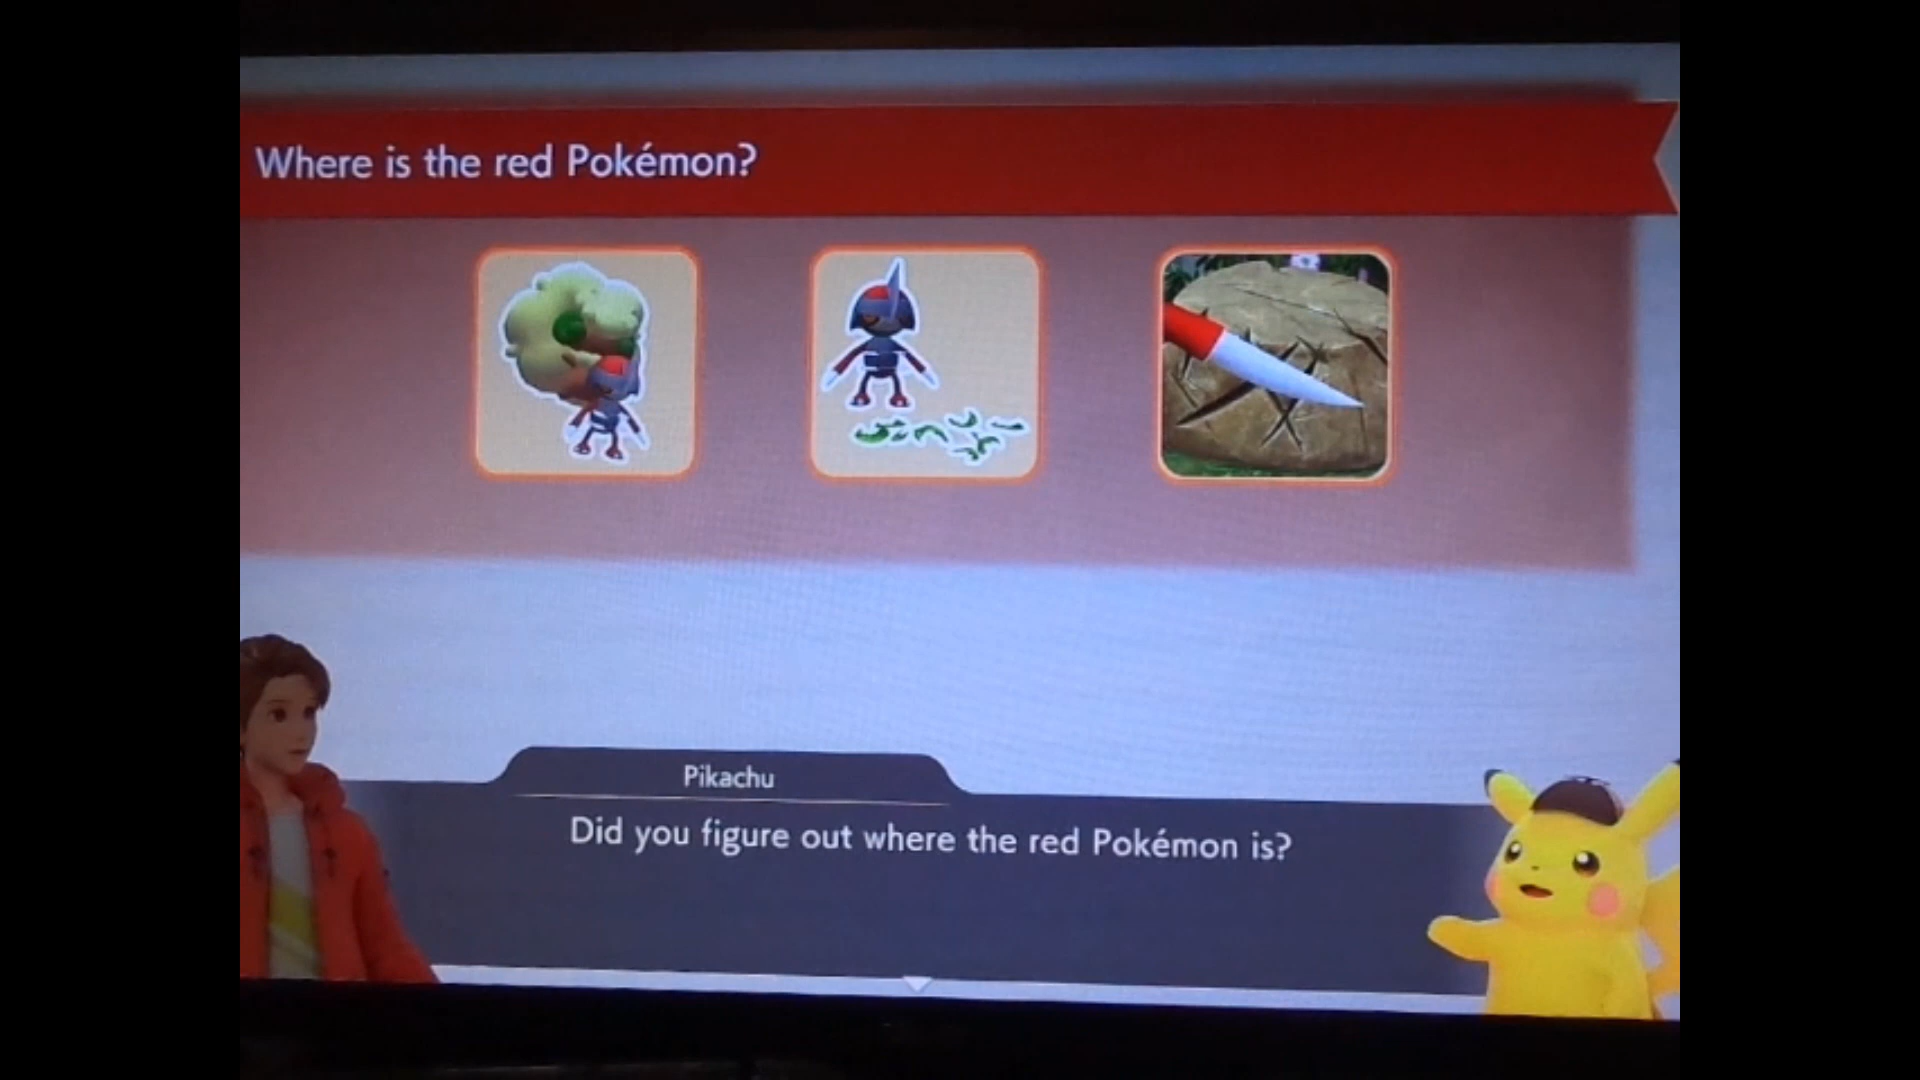 Where is the red Pokémon?
Pikachu
Did you figure out where the red Pokémon is?